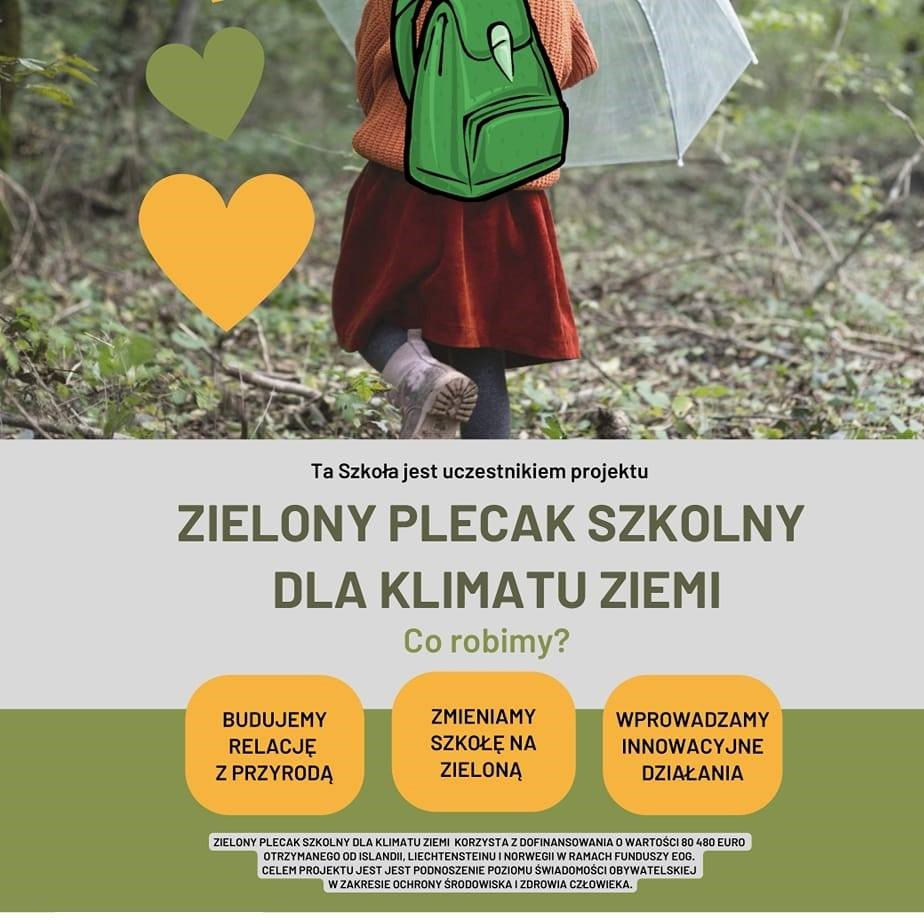 Ta Szkoła jest uczestnikiem projektu
ZIELONY PLECAK SZKOLNY
DLA KLIMATU ZIEMI
Co robimy?
BUDUJEMY
RELACJĘ
Z PRZYRODĄ
ZMIENIAMY
SZKOŁĘ NA
ZIELONĄ
WPROWADZAMY
INNOWACYJNE
DZIAŁANIA
ZIELONY PLECAK SZKOLNY DLA KLIMATU ZIEMI KORZYSTA Z DOFINANSOWANIA O WARTOŚCI 80 480 EURO
OTRZYMANEGO OD ISLANDII, LIECHTENSTEINU I NORWEGII W RAMACH FUNDUSZY EOG.
CELEM PROJEKTU JEST JEST PODNOSZENIE POZIOMU ŚWIADOMOŚCI OBYWATELSKIEJ
W ZAKRESIE OCHRONY ŚRODOWISKA I ZDROWIA CZŁOWIEKA.